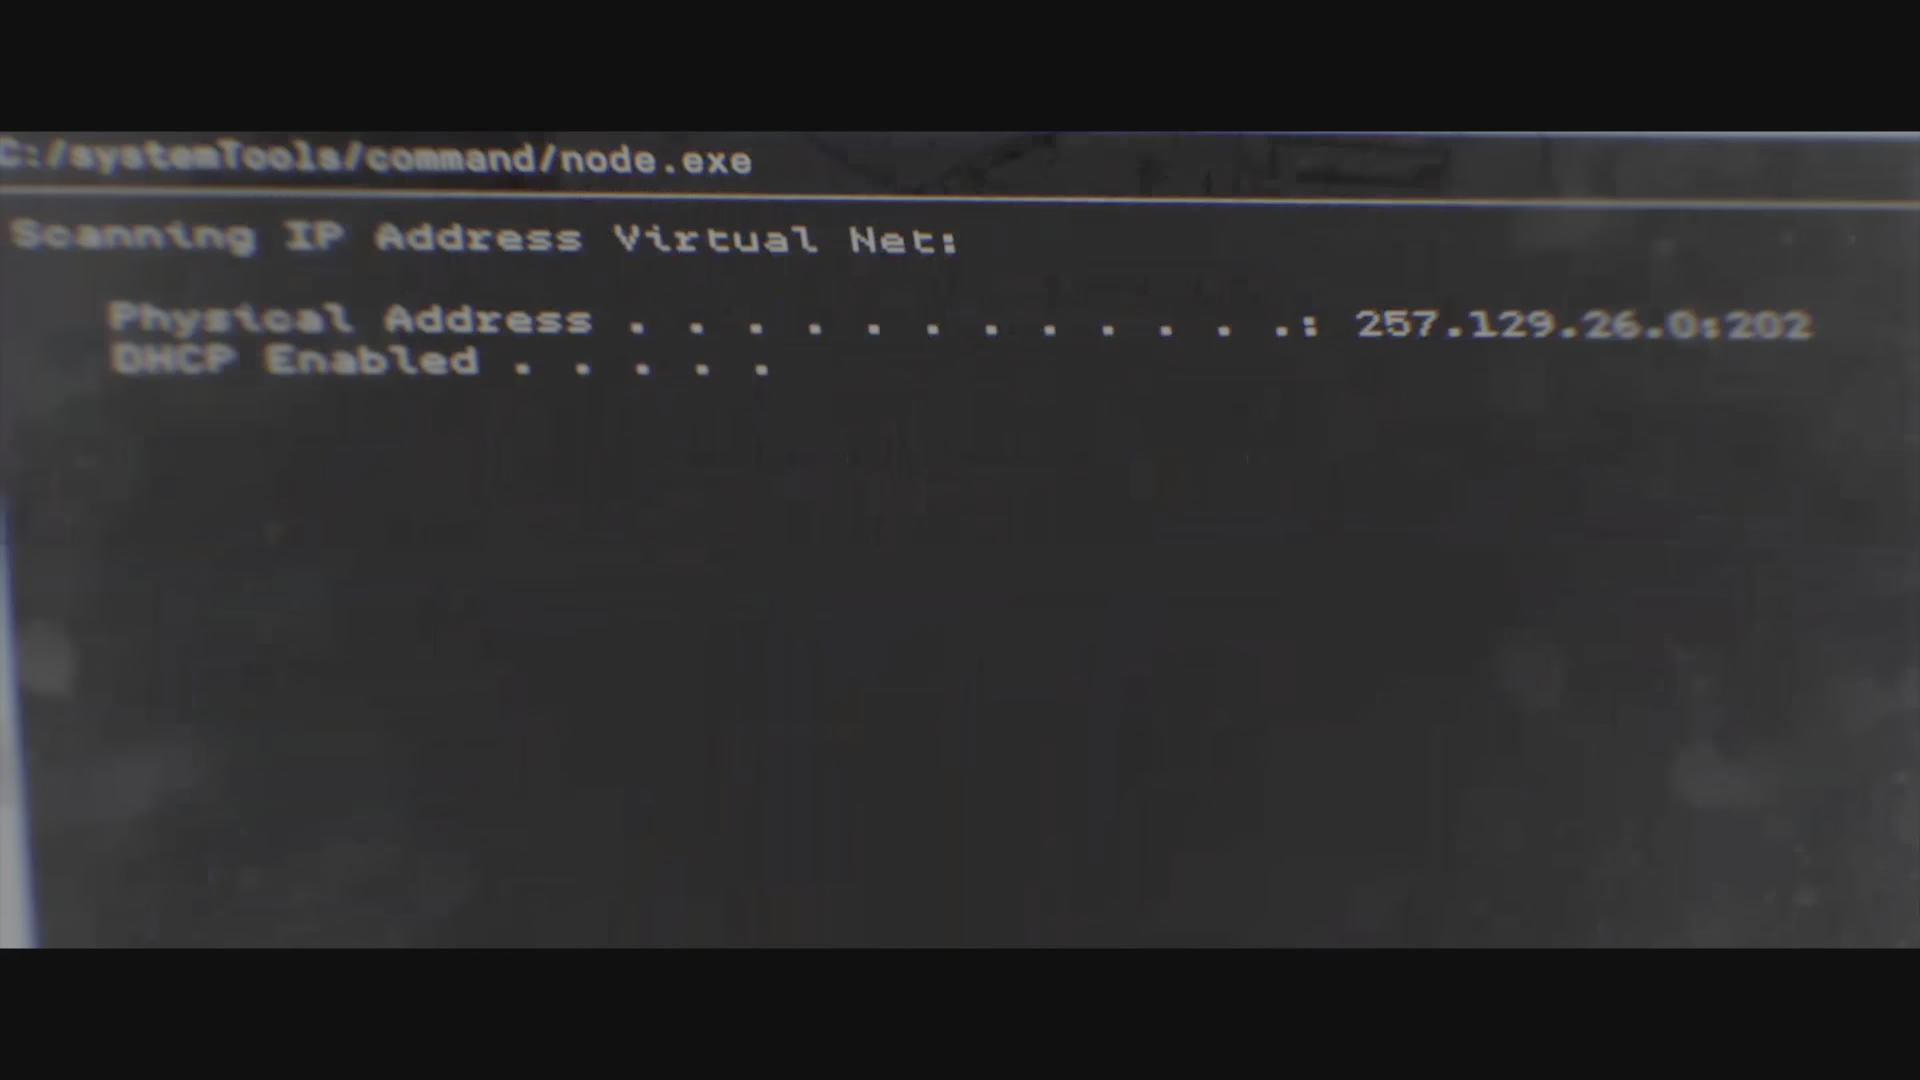 C:/systemTools/command/node.exe
Scanning IP Address Virtual Net:
Physical Address . . . . . . . . . . . .: 257.129.26.0:202
DHCP Enabled . . . . .